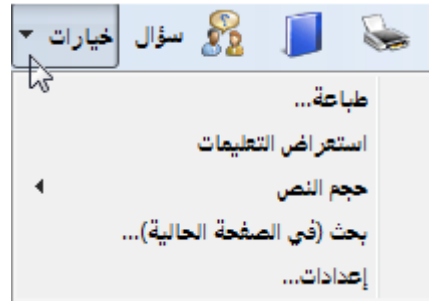 سؤال خيارات
طباعة...
استعراض التعليمات
حجم النص
بحث (في الصفحة الحالية)...
إعدادات...